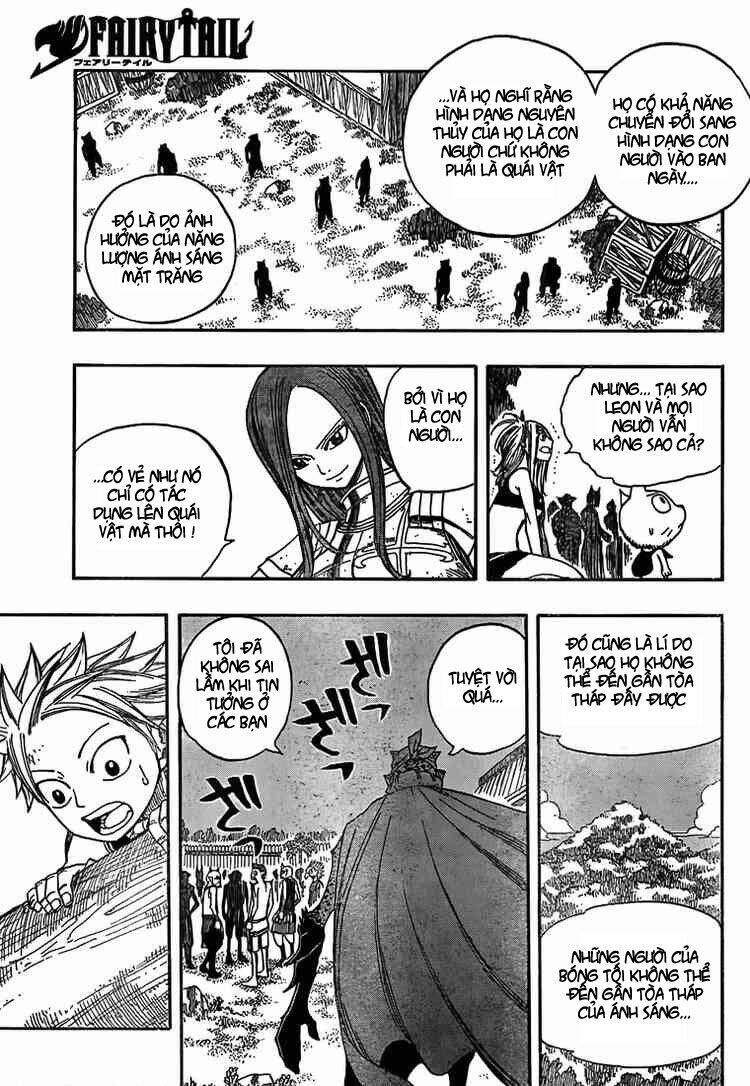 FAIRY TAIL
フェアリーテイル
HỌ CÓ KHẢ NĂNG
CHUYỂN ĐỔI SANG
HÌNH DẠNG CON
NGƯỜI VÀO BAN
NGÀY....
...VÀ HỌ NGHĨ RẰNG
HÌNH DẠNG NGUYÊN
THỦY CỦA HỌ LÀ CON
NGƯỜI CHỨ KHÔNG
PHẢI LÀ QUÁI VẬT
ĐÓ LÀ DO ẢNH
HƯỞNG CỦA NĂNG
LƯỢNG ÁNH SÁNG
MẶT TRĂNG
NHƯNG... TẠI SAO
LEON VÀ MỌI
NGƯỜI VẪN
KHÔNG SAO CẢ?
BỞI VÌ HỌ
LÀ CON
NGƯỜI...
...CÓ VẺ NHƯ NÓ
CHỈ CÓ TÁC
DỤNG LÊN QUÁI
VẬT MÀ THÔI !
ĐÓ CŨNG LÀ LÍ DO
TẠI SAO HỌ KHÔNG
THỂ ĐẾN GẦN TÒA
THÁP ĐẤY ĐƯỢC
NHỮNG NGƯỜI CỦA
BÓNG TỐI KHÔNG THỂ
ĐẾN GẦN TÒA THÁP
CỦA ÁNH SÁNG...
TUYỆT VỜI
QUÁ...
TÔI ĐÃ
KHÔNG SAI
LẦM KHI TIN
TƯỞNG Ở
CÁC BẠN
ざっ
ざっ